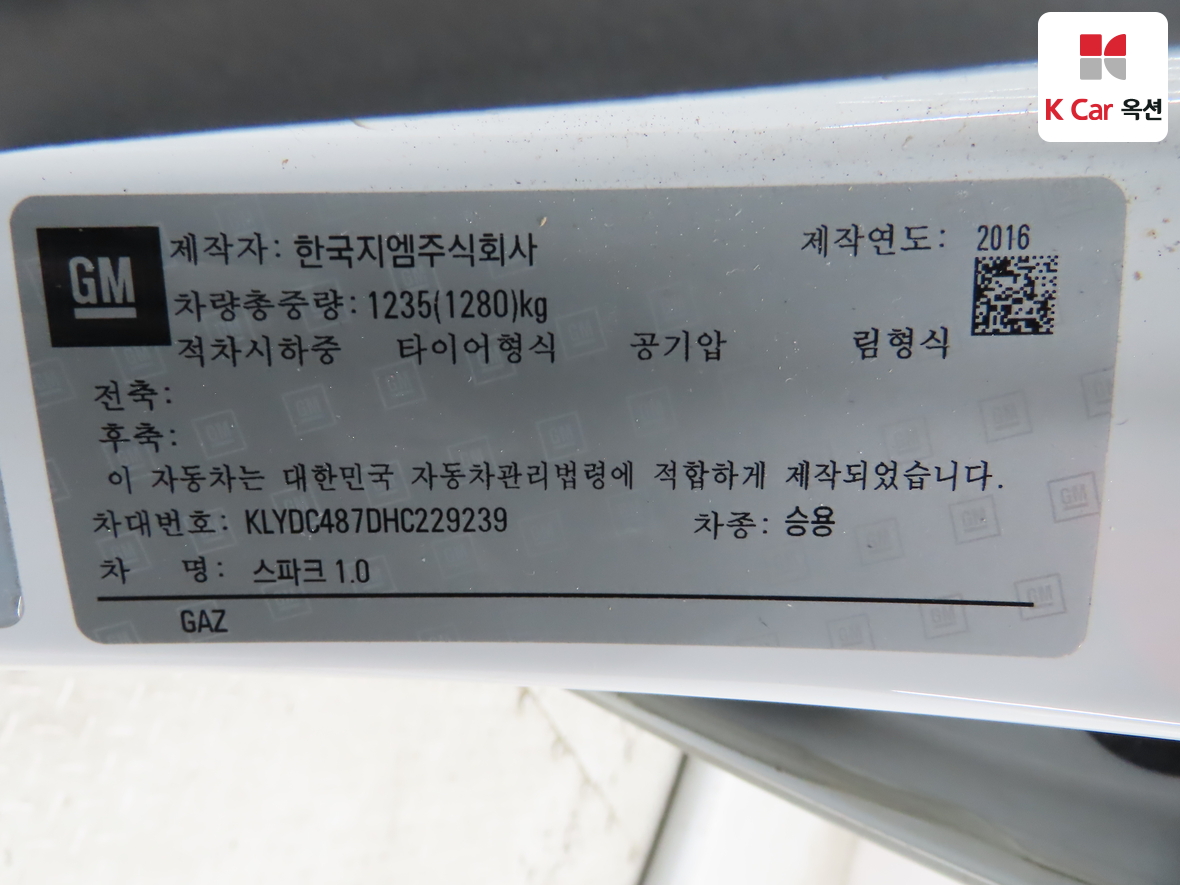 K Car 옥션
GM
제작자: 한국지엠주식회사 제작연도: 2016
차량총중량: 1235(1280)kg
적차시하중 타이어형식 공기압 림형식
전축:
후축:
이 자동차는 대한민국 자동차관리법령에 적합하게 제작되었습니다.
차대번호: KLYDC487DHC229239 차종: 승용
차 명: 스파크 1.0
GAZ